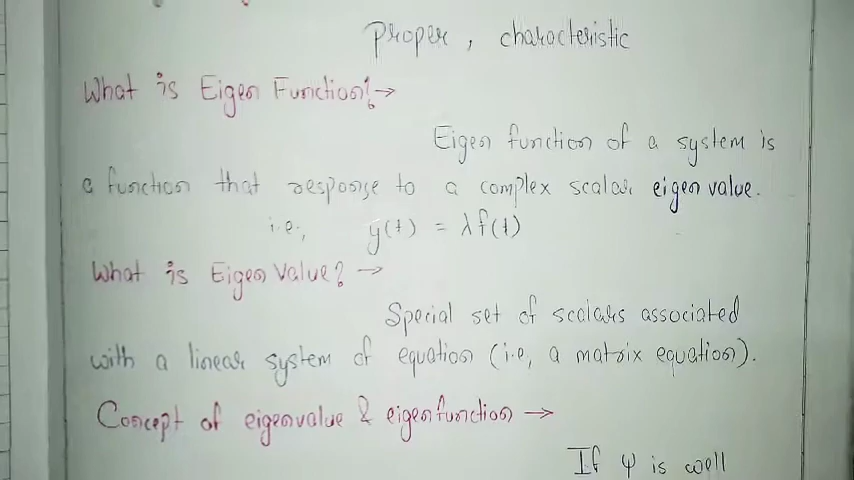 Proper, characteristic
What is Eigen Function? →
Eigen function of a system is
a function that response to a complex scalar eigen value.
i.e., y(t) = λf(t)
What is Eigen Value? →
Special set of scalars associated
with a linear system of equation (i.e, a matrix equation).
Concept of eigenvalue & eigenfunction →
If ψ is well